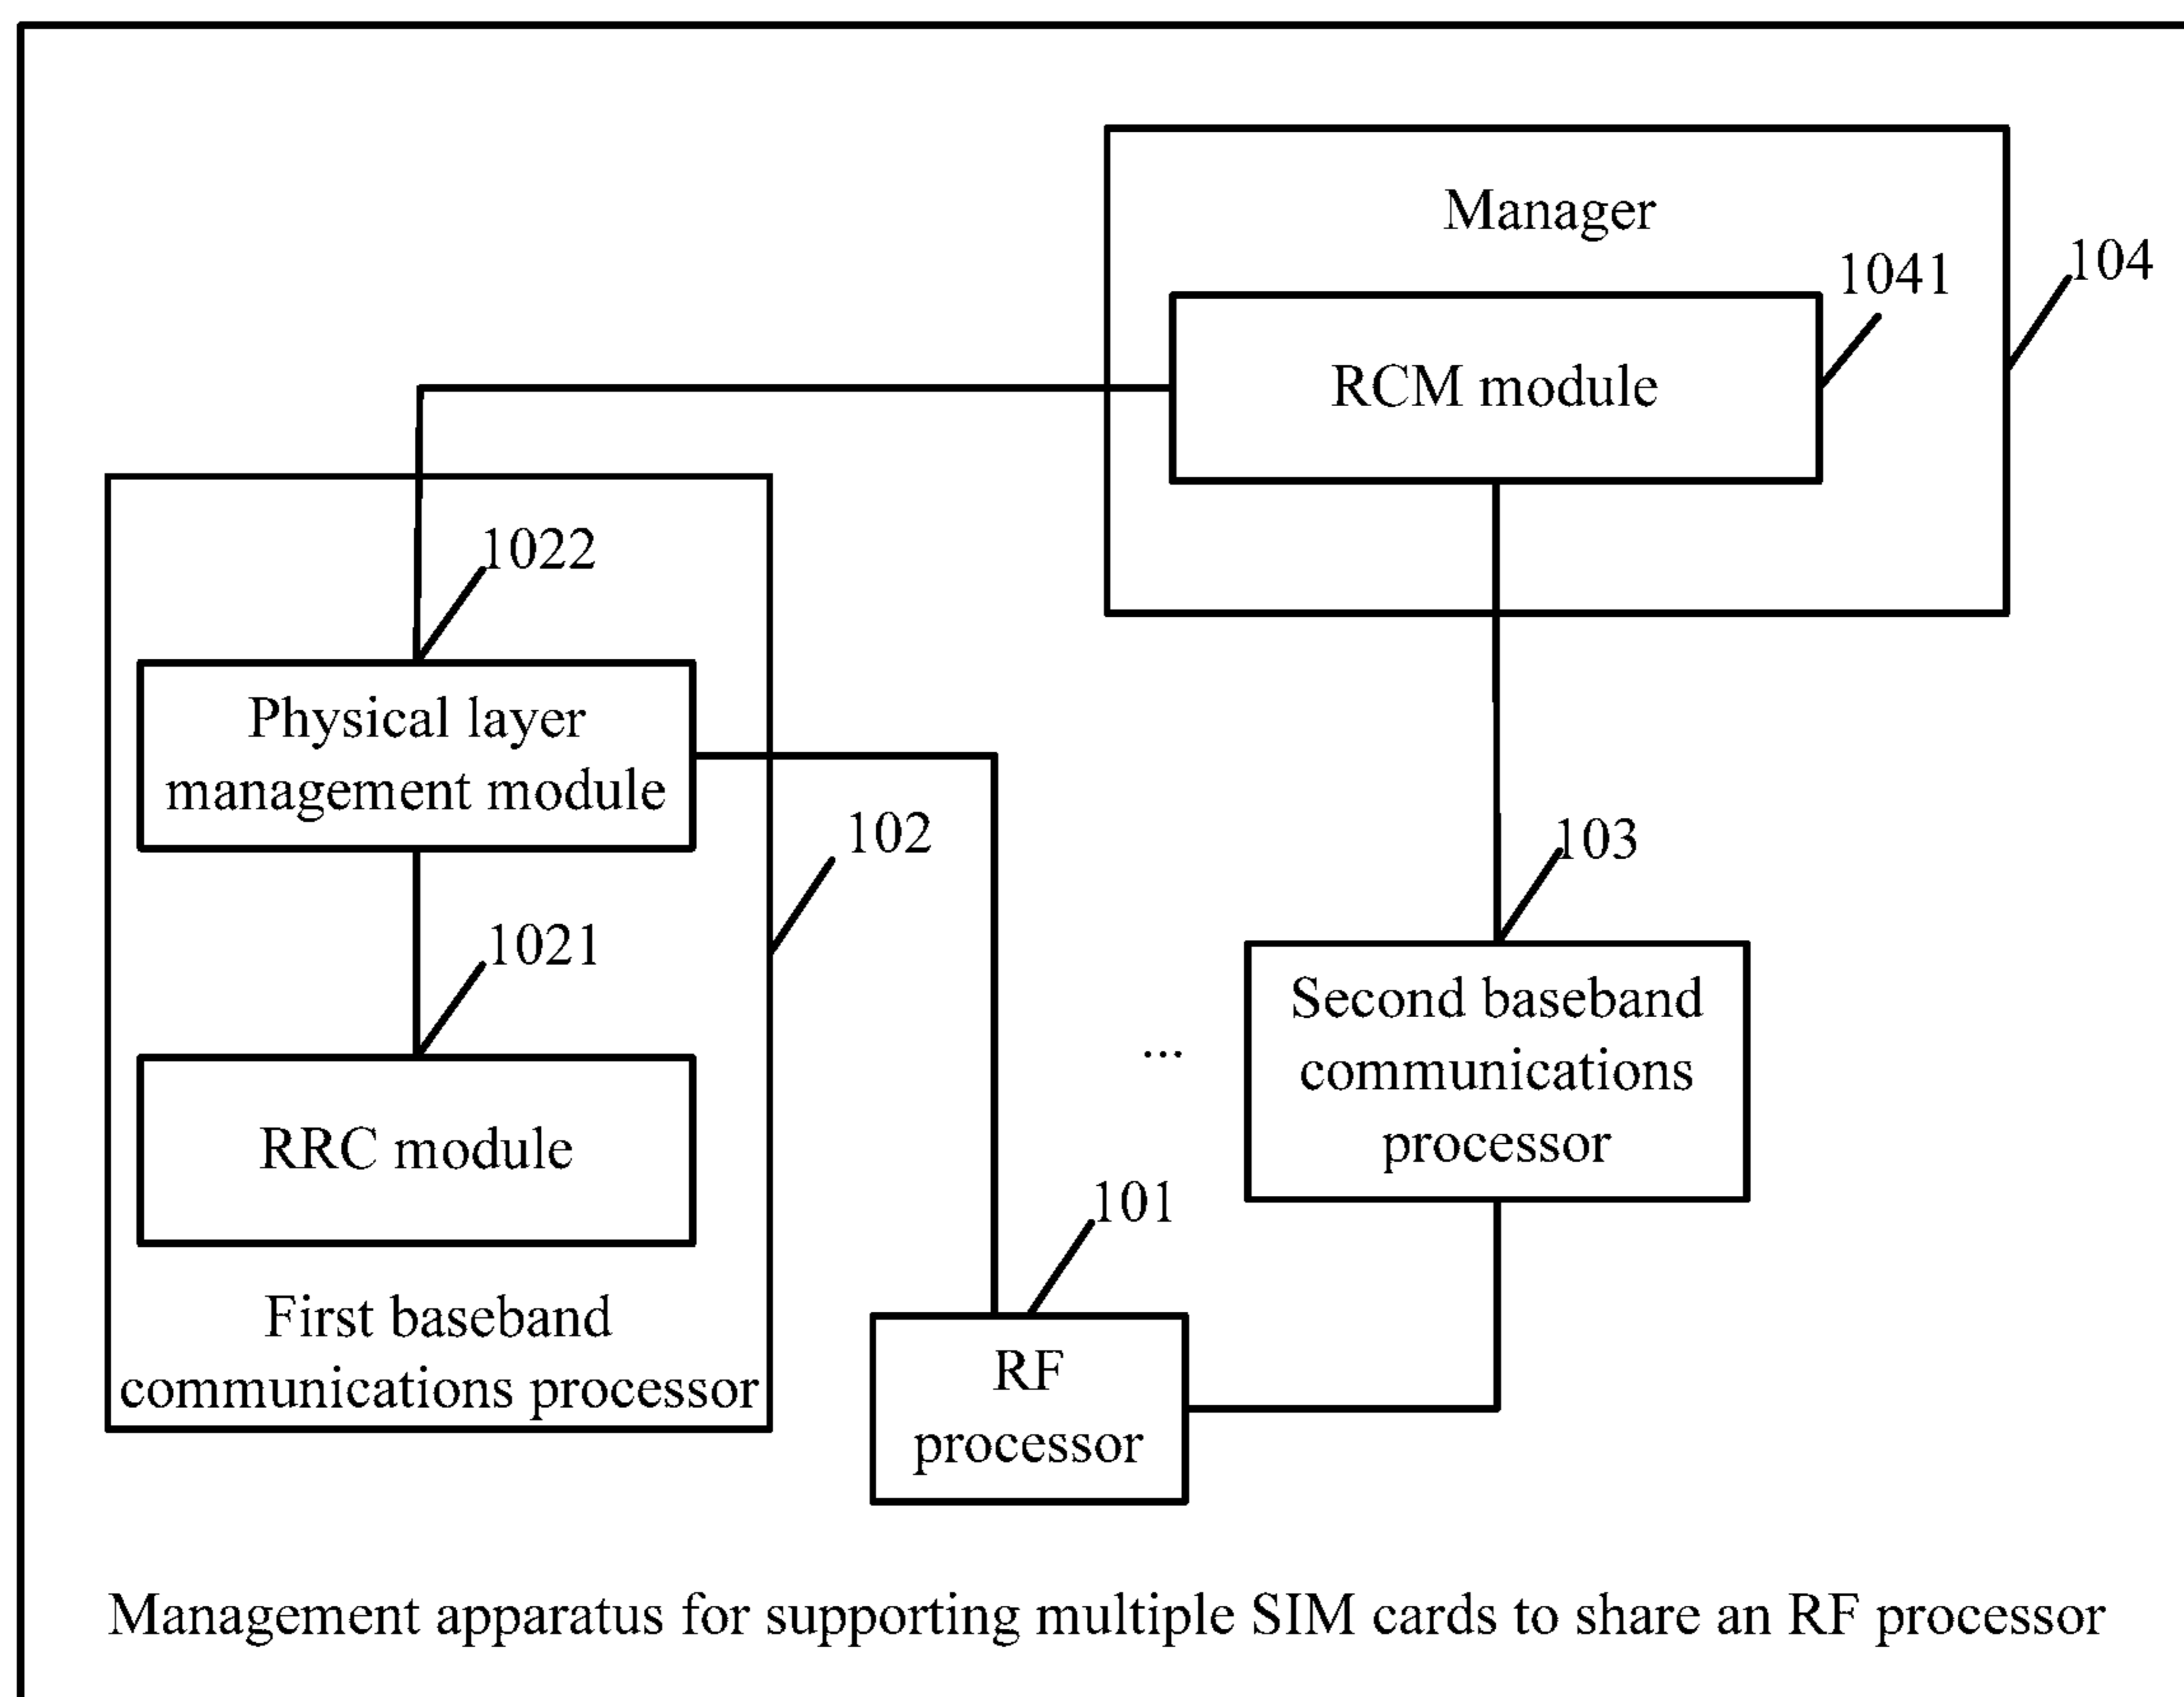 Manager
1041
104
RCM module
1022
Physical layer
management module
102
103
1021
Second baseband
communications
processor
...
RRC module
101
First baseband
communications processor
RF
processor
Management apparatus for supporting multiple SIM cards to share an RF processor